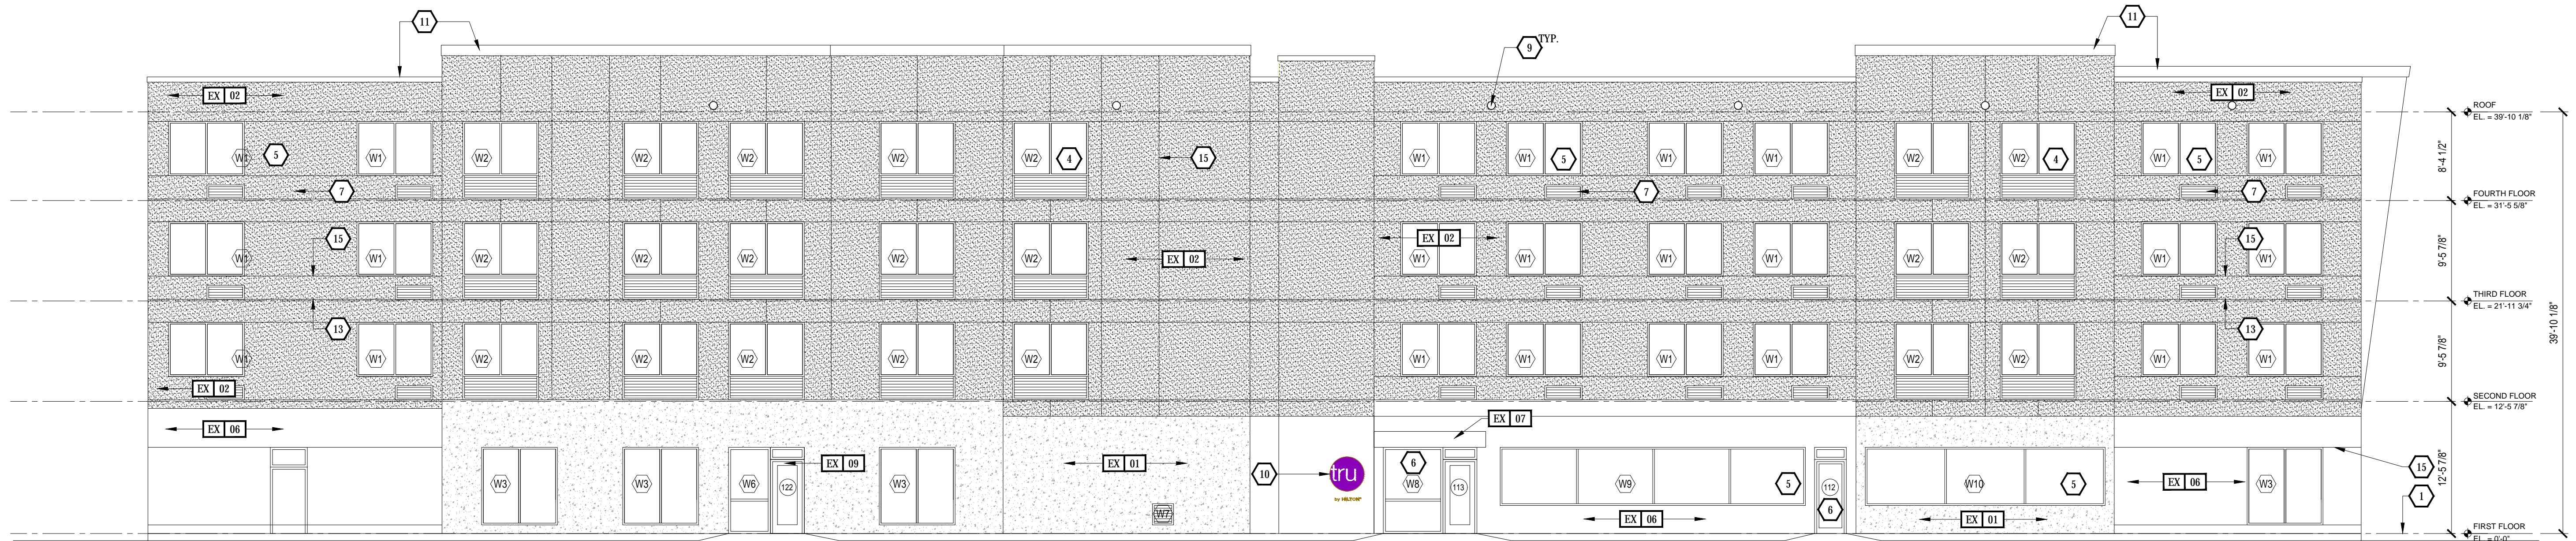 11
11
9 TYP.
EX 02
EX 02
ROOF
EL. = 39'-10 1/8"
W1 5 W1 W2 W2 W2 W2 W2 4 15 W1 W1 5 W1 W1 W2 W2 4 W1 5 W1
8'-4 1/2"
7 7 7
FOURTH FLOOR
EL. = 31'-5 5/8"
15 EX 02 15
W1 W1 W2 W2 W2 W2 W2 EX 02 W1 W1 W1 W1 W2 W2 W1 W1
9'-5 7/8"
THIRD FLOOR
EL. = 21'-11 3/4"
13 13
39'-10 1/8"
W1 W1 W2 W2 W2 W2 W2 W1 W1 W1 W1 W2 W2 W1 W1
9'-5 7/8"
EX 02
SECOND FLOOR
EL. = 12'-5 7/8"
EX 07
EX 06
EX 09 EX 01 10 tru 6 15
by HILTON
12'-5 7/8"
W3 W3 W6 122 W3 W8 113 W9 5 112 W10 5 EX 06 W3
1
W7 6
EX 06 EX 01
FIRST FLOOR
EL. = 0'-0"